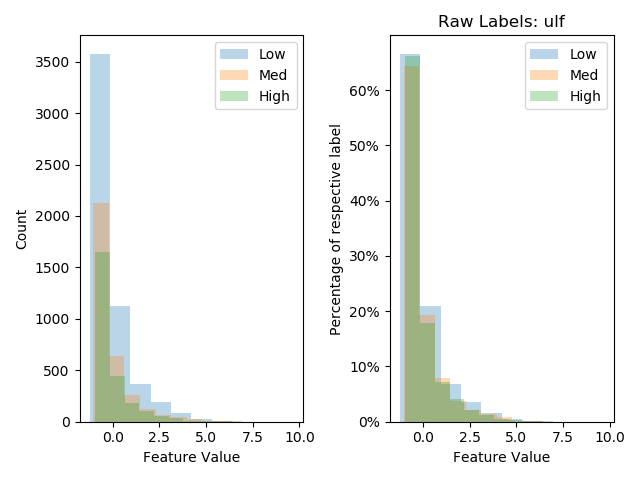 Raw Labels: ulf
Low
Med
High
Count
3500
3000
2500
2000
1500
1000
500
0
0.0 2.5 5.0 7.5 10.0
Feature Value
Low
Med
High
Percentage of respective label
60%
50%
40%
30%
20%
10%
0%
0.0 2.5 5.0 7.5 10.0
Feature Value